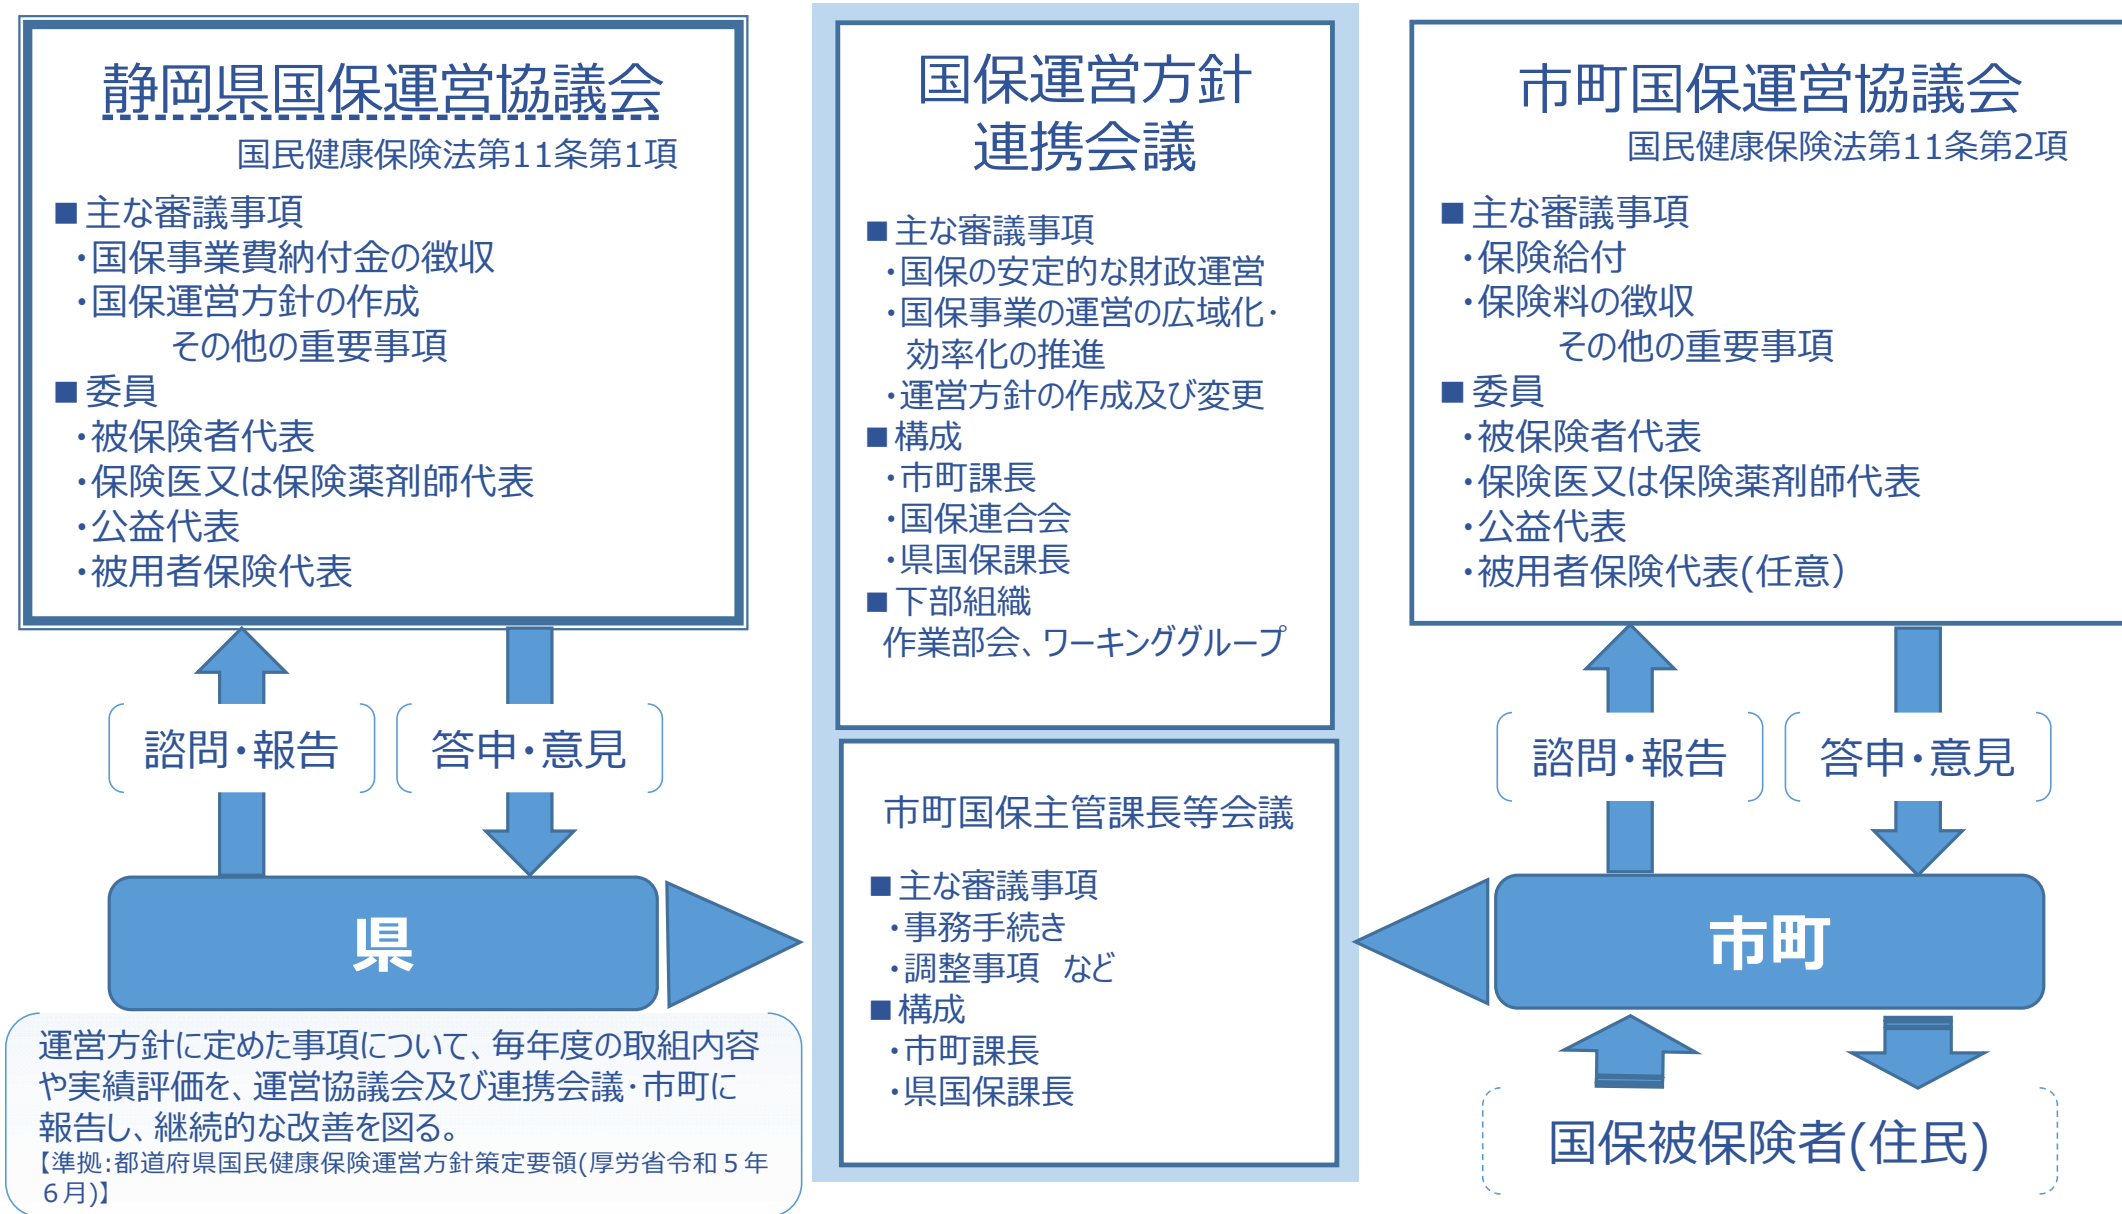 静岡県国保運営協議会
国民健康保険法第11条第1項
■主な審議事項
・国保事業費納付金の徴収
・国保運営方針の作成
その他の重要事項
■委員
・被保険者代表
・保険医又は保険薬剤師代表
・公益代表
・被用者保険代表
諮問・報告
答申・意見
県
運営方針に定めた事項について、毎年度の取組内容
や実績評価を、運営協議会及び連携会議・市町に
報告し、継続的な改善を図る。
【準拠:都道府県国民健康保険運営方針策定要領(厚労省令和５年
６月)】
国保運営方針
連携会議
■主な審議事項
・国保の安定的な財政運営
・国保事業の運営の広域化・
効率化の推進
・運営方針の作成及び変更
■構成
・市町課長
・国保連合会
・県国保課長
■下部組織
作業部会、ワーキンググループ
市町国保主管課長等会議
■主な審議事項
・事務手続き
・調整事項　など
■構成
・市町課長
・県国保課長
市町国保運営協議会
国民健康保険法第11条第2項
■主な審議事項
・保険給付
・保険料の徴収
その他の重要事項
■委員
・被保険者代表
・保険医又は保険薬剤師代表
・公益代表
・被用者保険代表(任意）
諮問・報告
答申・意見
市町
国保被保険者(住民)